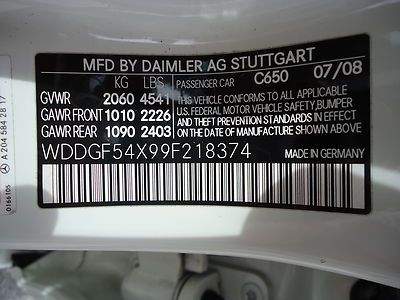 MFD BY DAIMLER AG STUTTGART
KG LBS PASSENGER CAR C650 07/08
GVWR 2060 4541
GAWR FRONT 1010 2226
GAWR REAR 1090 2403
THIS VEHICLE CONFORMS TO ALL APPLICABLE
U.S. FEDERAL MOTOR VEHICLE SAFETY, BUMPER,
AND THEFT PREVENTION STANDARDS IN EFFECT
ON THE DATE OF MANUFACTURE SHOWN ABOVE.
WDDGF54X99F218374 MADE IN GERMANY
A 204 584 28 17
0166105